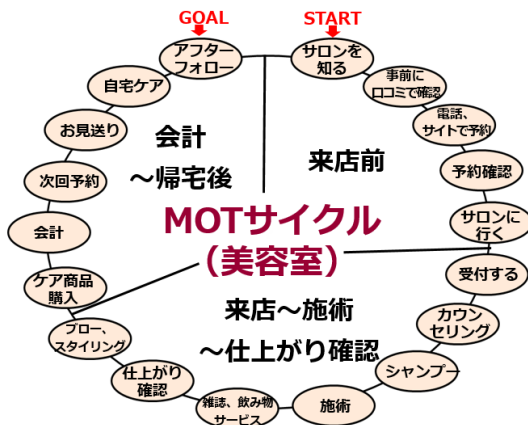 GOAL
START
アフター
フォロー
サロンを
知る
事前に
口コミで確認
電話、
サイトで予約
予約確認
サロンに
行く
受付する
カウン
セリング
シャンプー
施術
雑誌、飲み物
サービス
仕上がり
確認
ブロー、
スタイリング
ケア商品
購入
会計
次回予約
お見送り
自宅ケア
会計
～帰宅後
来店前
MOTサイクル
（美容室）
来店～施術
～仕上がり確認